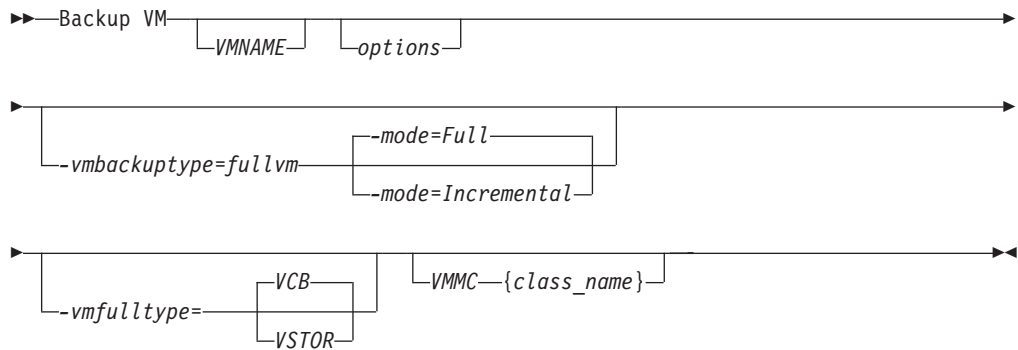 Backup VM
VMNAME
options
-mode=Full
-vmbackuptype=fullvm
-mode=Incremental
VCB
VMMC {class_name}
-vmfulltype=
VSTOR